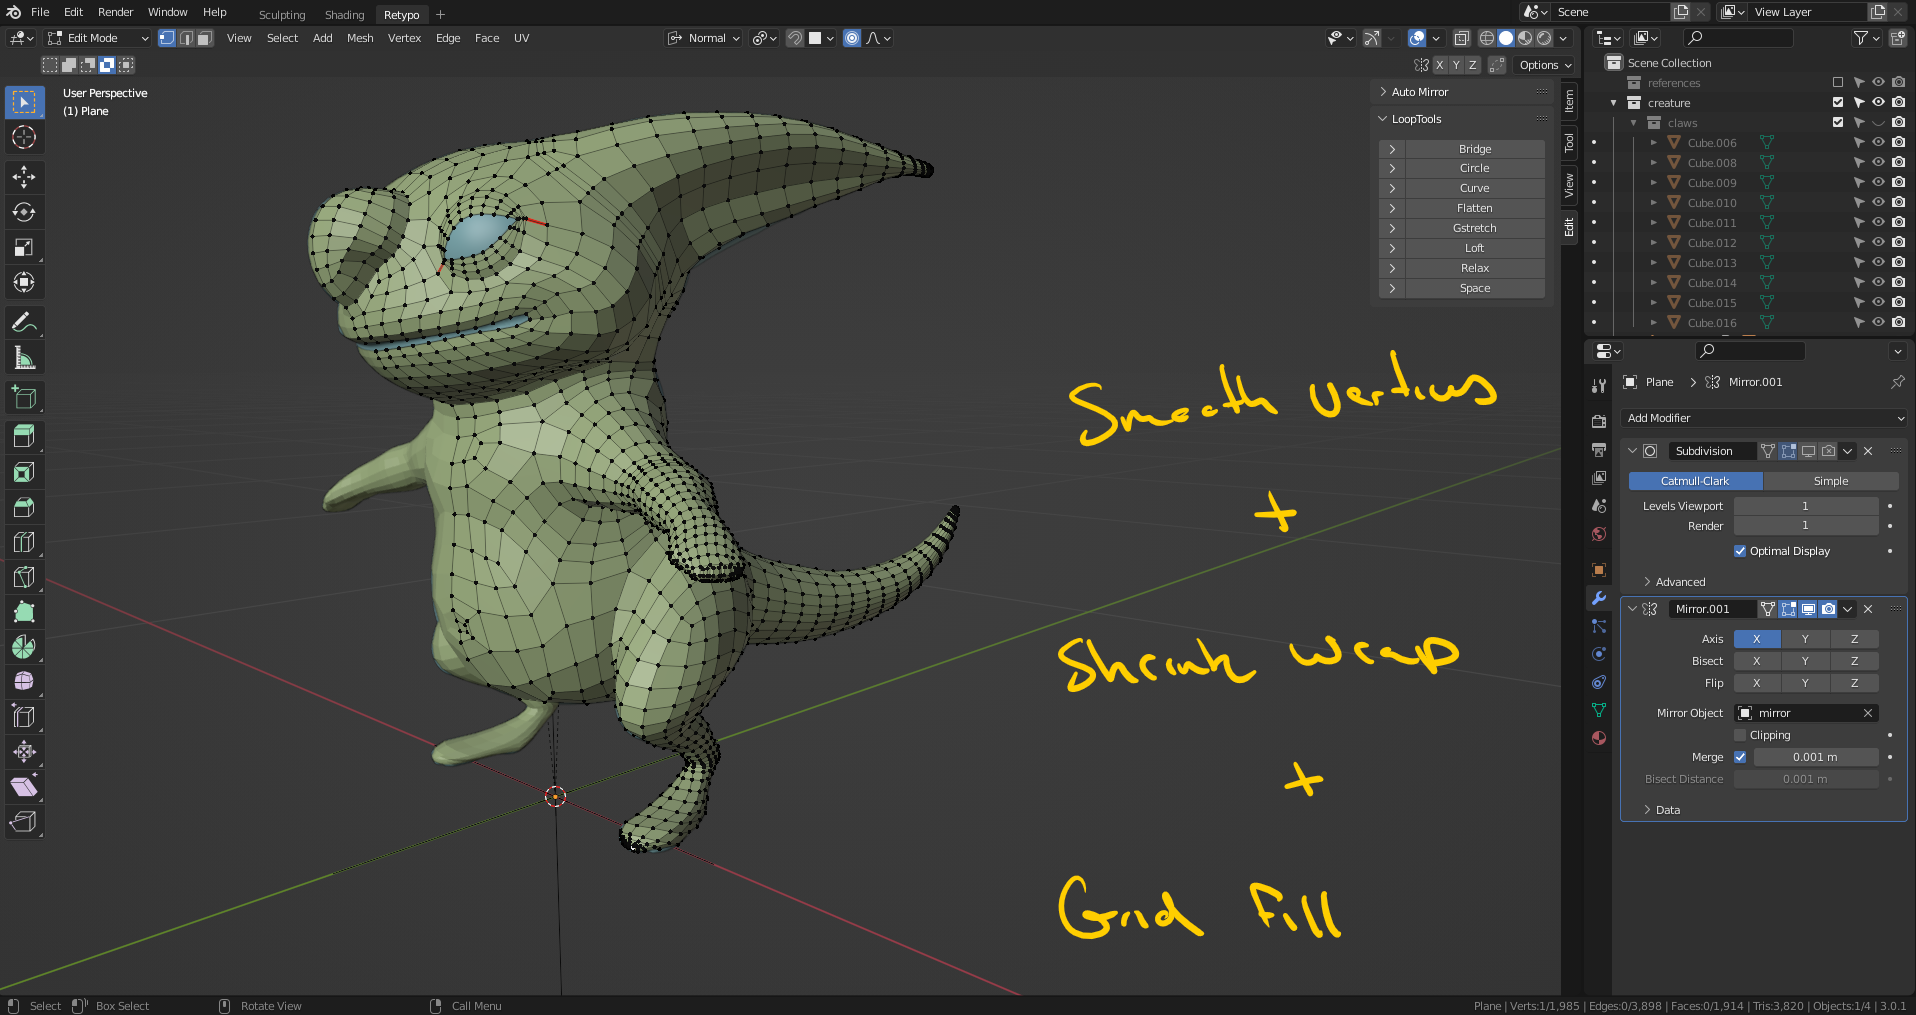 File Edit Render Window Help Sculpting Shading Retypo + Scene View Layer
Edit Mode View Select Add Mesh Vertex Edge Face UV Normal
X Y Z Options
User Perspective
(1) Plane
Auto Mirror
LoopTools
Bridge
Circle
Curve
Flatten
Gstretch
Loft
Relax
Space
Item
Tool
View
Edit
Smooth vertices
+
Shrink wrap
+
Grid Fill
Scene Collection
references
creature
claws
Cube.006
Cube.008
Cube.009
Cube.010
Cube.011
Cube.012
Cube.013
Cube.014
Cube.015
Cube.016
Plane > Mirror.001
Add Modifier
Subdivision
Catmull-Clark Simple
Levels Viewport 1
Render 1
Optimal Display
Advanced
Mirror.001
Axis X Y Z
Bisect X Y Z
Flip X Y Z
Mirror Object mirror
Clipping
Merge 0.001 m
Bisect Distance 0.001 m
Data
Select Box Select Rotate View Call Menu Plane | Verts:1/1,985 | Edges:0/3,898 | Faces:0/1,914 | Tris:3,820 | Objects:1/4 | 3.0.1